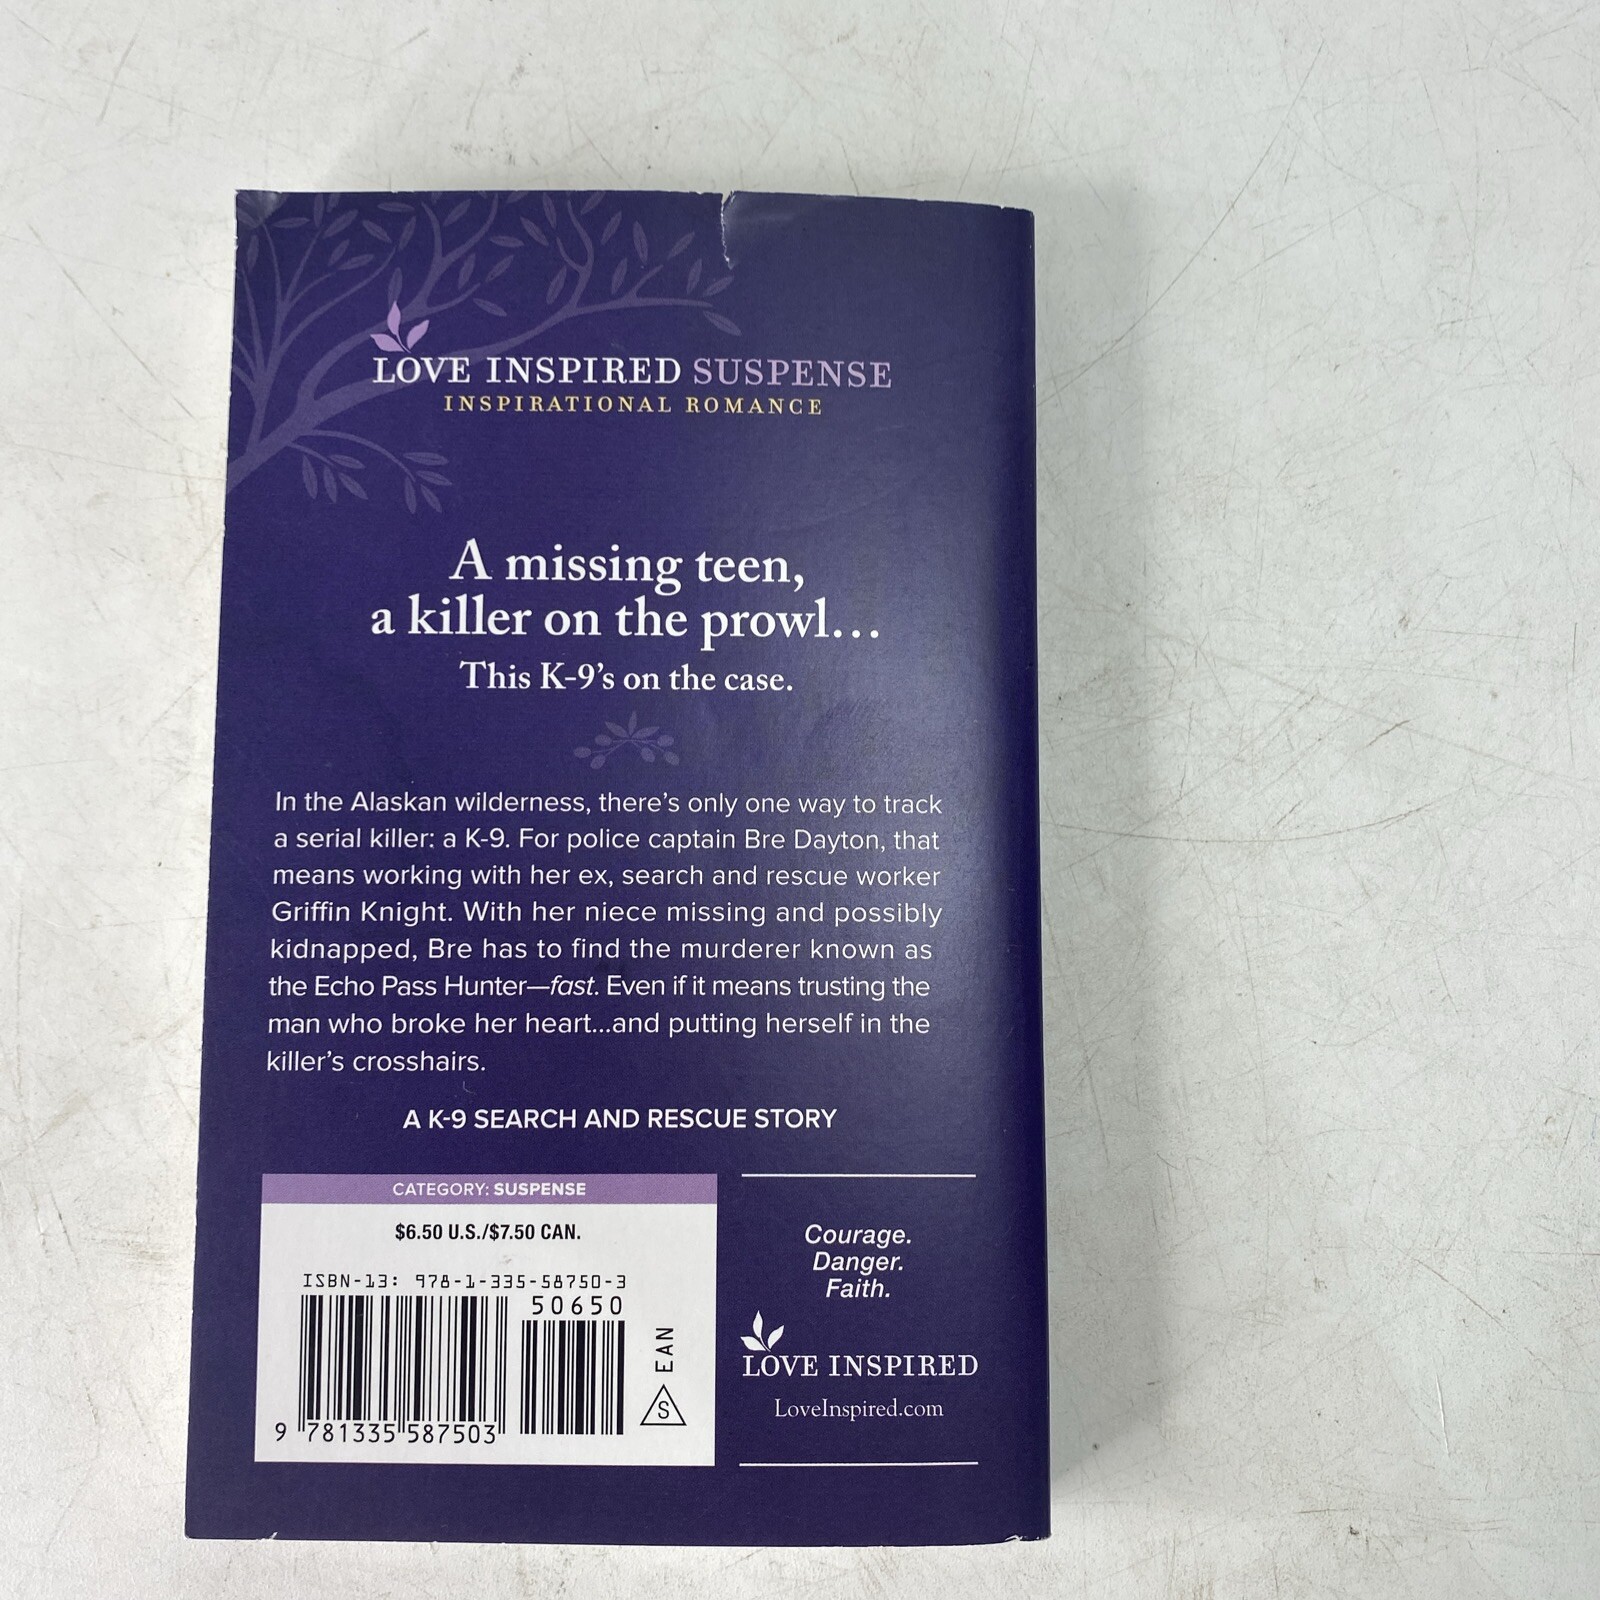 LOVE INSPIRED SUSPENSE
INSPIRATIONAL ROMANCE
A missing teen,
a killer on the prowl...
This K-9's on the case.
In the Alaskan wilderness, there's only one way to track
a serial killer: a K-9. For police captain Bre Dayton, that
means working with her ex, search and rescue worker
Griffin Knight. With her niece missing and possibly
kidnapped, Bre has to find the murderer known as
the Echo Pass Hunter—fast. Even if it means trusting the
man who broke her heart...and putting herself in the
killer's crosshairs.
A K-9 SEARCH AND RESCUE STORY
CATEGORY: SUSPENSE
$6.50 U.S./$7.50 CAN.
ISBN-13: 978-1-335-58750-3
50650
EAN
S
9 781335 587503
Courage.
Danger.
Faith.
LOVE INSPIRED
LoveInspired.com